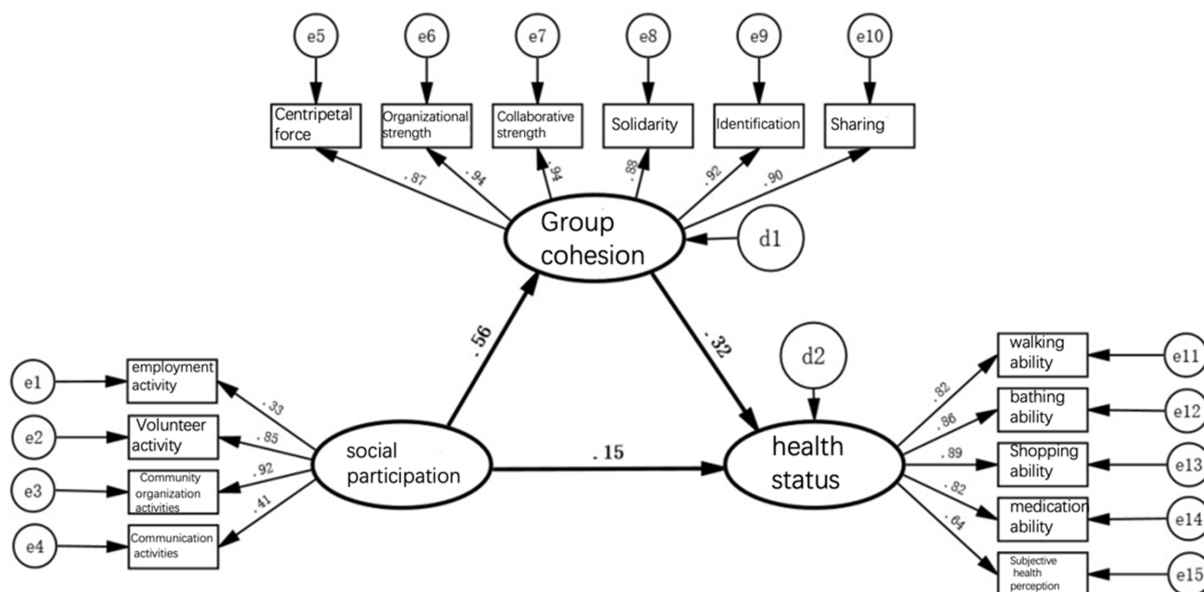 e5
e6
e7
e8
e9
e10
Centripetal
force
Organizational
strength
Collaborative
strength
Solidarity
Identification
Sharing
.87
.94
.94
.88
.92
.90
Group
cohesion
d1
.56
.32
d2
e1
employment
activity
e2
Volunteer
activity
e3
Community
organization
activities
e4
Communication
activities
.33
.85
.92
.41
social
participation
.15
health
status
.82
.86
.89
.82
.64
walking
ability
e11
bathing
ability
e12
Shopping
ability
e13
medication
ability
e14
Subjective
health
perception
e15